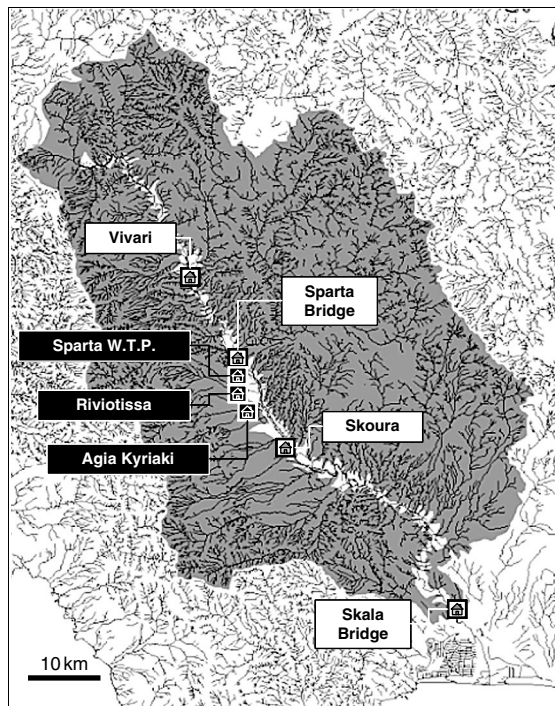 Vivari
Sparta
Bridge
Sparta W.T.P.
Riviotissa
Skoura
Agia Kyriaki
Skala
Bridge
10 km